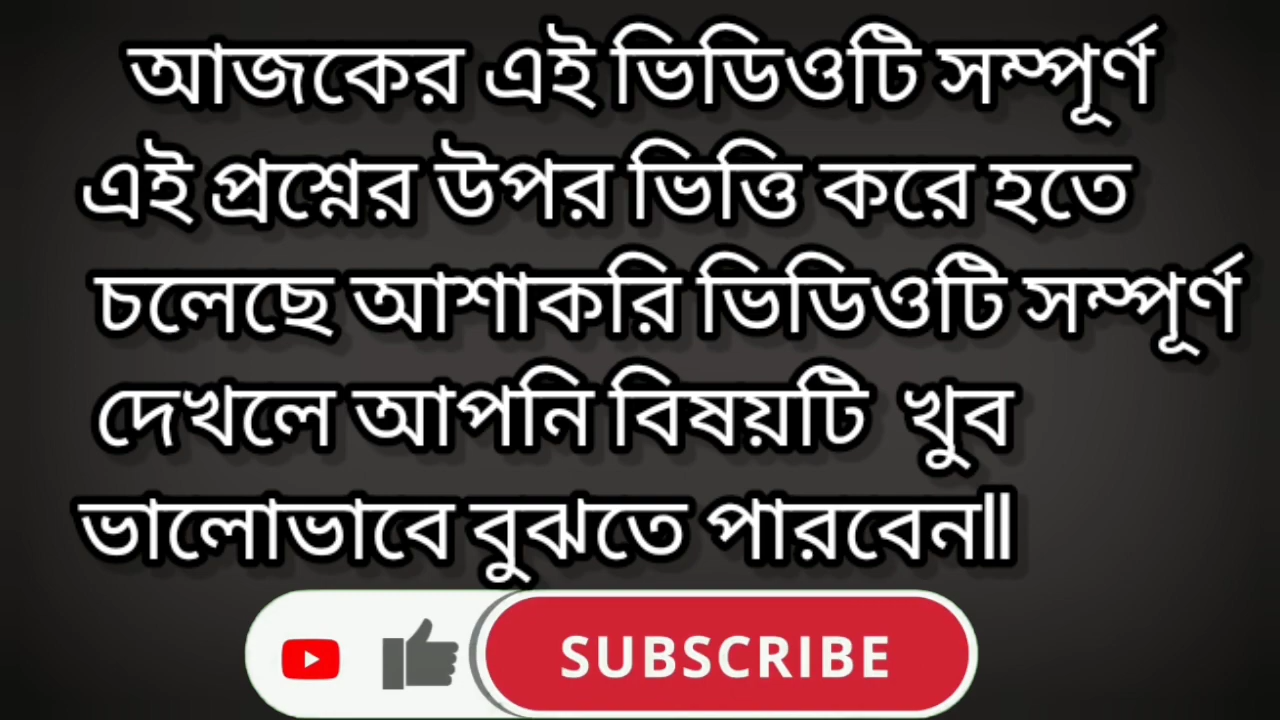 আজকের এই ভিডিওটি সম্পূর্ণ
এই প্রশ্নের উপর ভিত্তি করে হতে
চলেছে আশাকরি ভিডিওটি সম্পূর্ণ
দেখলে আপনি বিষয়টি খুব
ভালোভাবে বুঝতে পারবেন॥
SUBSCRIBE